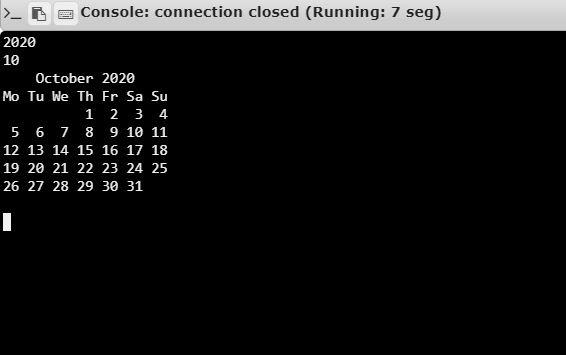 >_ Console: connection closed (Running: 7 seg)
2020
10
    October 2020
Mo Tu We Th Fr Sa Su
          1  2  3  4
 5  6  7  8  9 10 11
12 13 14 15 16 17 18
19 20 21 22 23 24 25
26 27 28 29 30 31